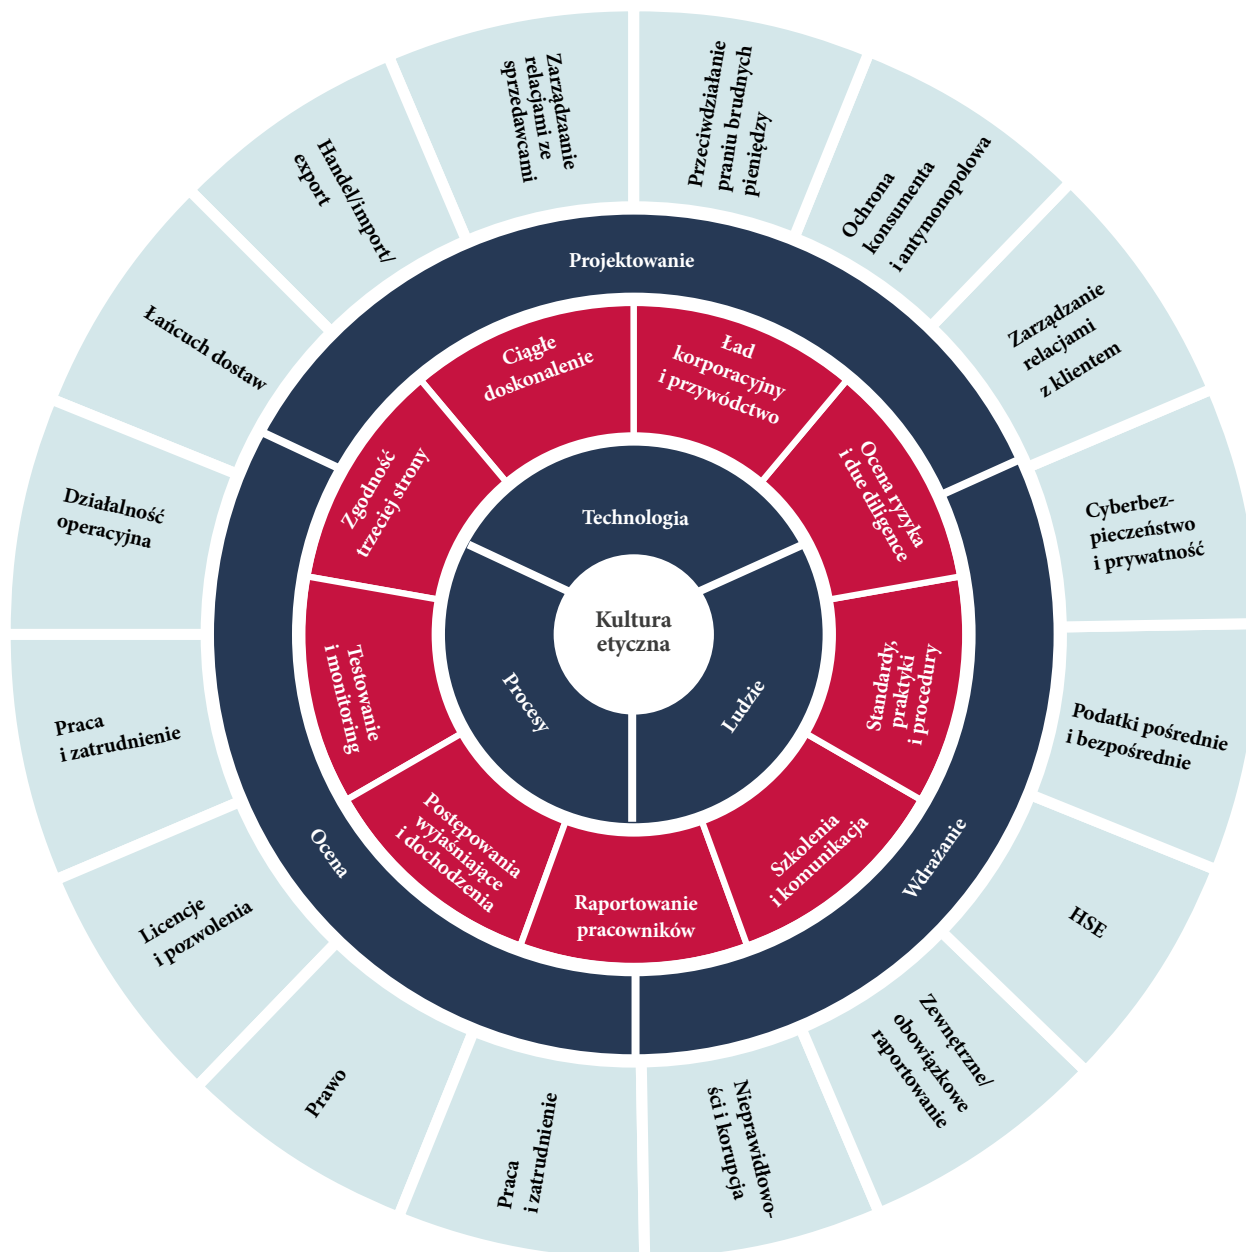 Kultura
etyczna
Technologia
Ludzie
Procesy
Ład
korporacyjny
i przywództwo
Ocena ryzyka
i due diligence
Standardy,
praktyki
i procedury
Szkolenia
i komunikacja
Raportowanie
pracowników
Postępowania
wyjaśniające
i dochodzenia
Testowanie
i monitoring
Zgodność
trzeciej strony
Ciągłe
doskonalenie
Projektowanie
Wdrażanie
Ocena
Przeciwdziałanie
praniu brudnych
pieniędzy
Ochrona
konsumenta
i antymonopolowa
Zarządzanie
relacjami
z klientem
Cyberbez-
pieczeństwo
i prywatność
Podatki pośrednie
i bezpośrednie
HSE
Zewnętrzne/
obowiązkowe
raportowanie
Nieprawidłowo-
ści i korupcja
Praca
i zatrudnienie
Prawo
Licencje
i pozwolenia
Praca
i zatrudnienie
Działalność
operacyjna
Łańcuch dostaw
Handel/import/
export
Zarządzaanie
relacjami ze
sprzedawcami